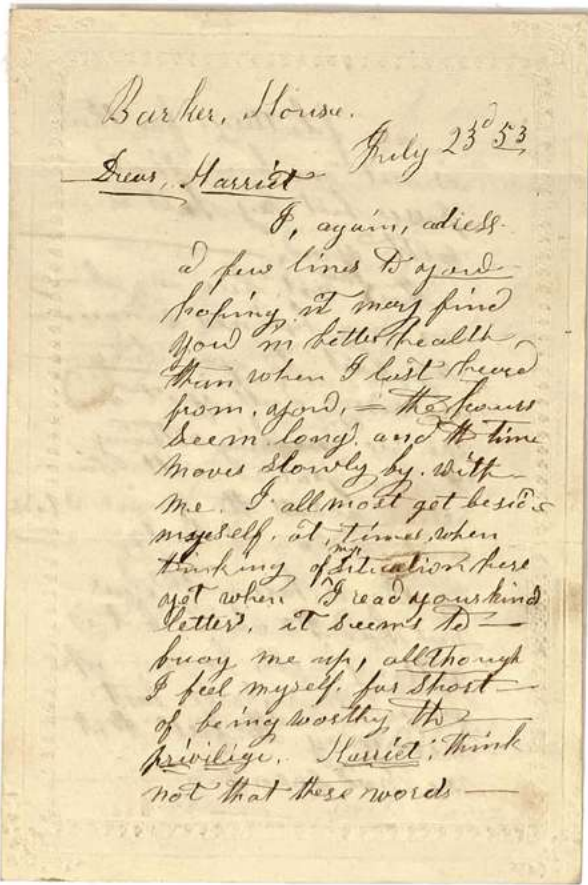 Barker, House.
July 23d 53
Dear, Harriet
I, again, adress
a few lines to you
hoping it may find
you in better health
than when I last heard
from, you, = the hours
seem long, and the time
moves slowly by. with
me. I allmost get beside
myself. at, times, when
thinking of my situation here
yet when I read your kind
letter, it seems to
buoy me up, allthough
I feel myself. far short
of being worthy the
privilige. Harriet, think
not that these words —